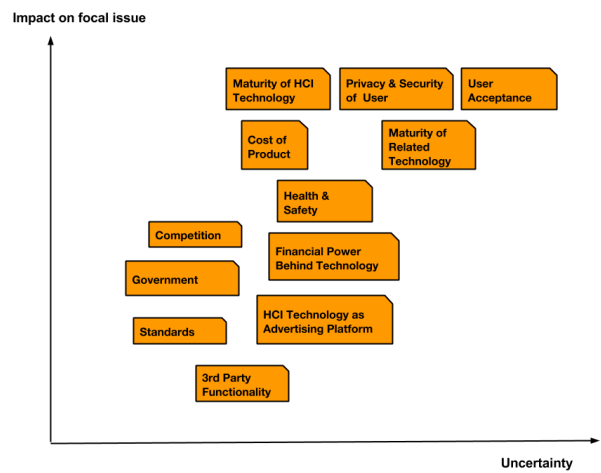 Impact on focal issue
Maturity of HCI
Technology
Privacy & Security
of User
User
Acceptance
Cost of
Product
Maturity of
Related
Technology
Health &
Safety
Competition
Financial Power
Behind Technology
Government
HCI Technology as
Advertising Platform
Standards
3rd Party
Functionality
Uncertainty